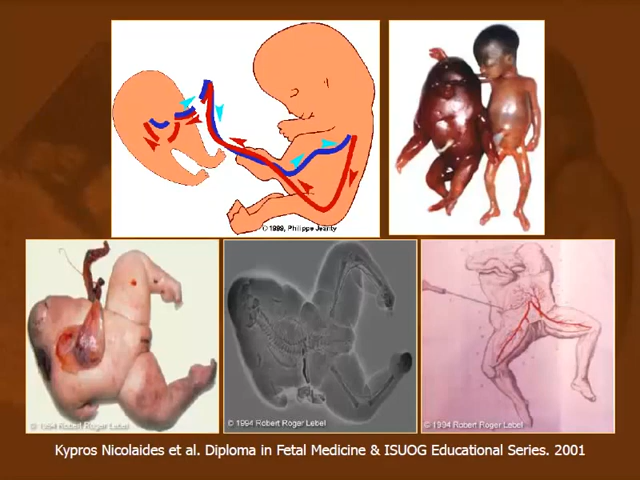 © 1999, Philippe Jeanty
© 1994 Robert Roger Lebel
© 1994 Robert Roger Lebel
© 1994 Robert Roger Lebel
Kypros Nicolaides et al. Diploma in Fetal Medicine & ISUOG Educational Series. 2001